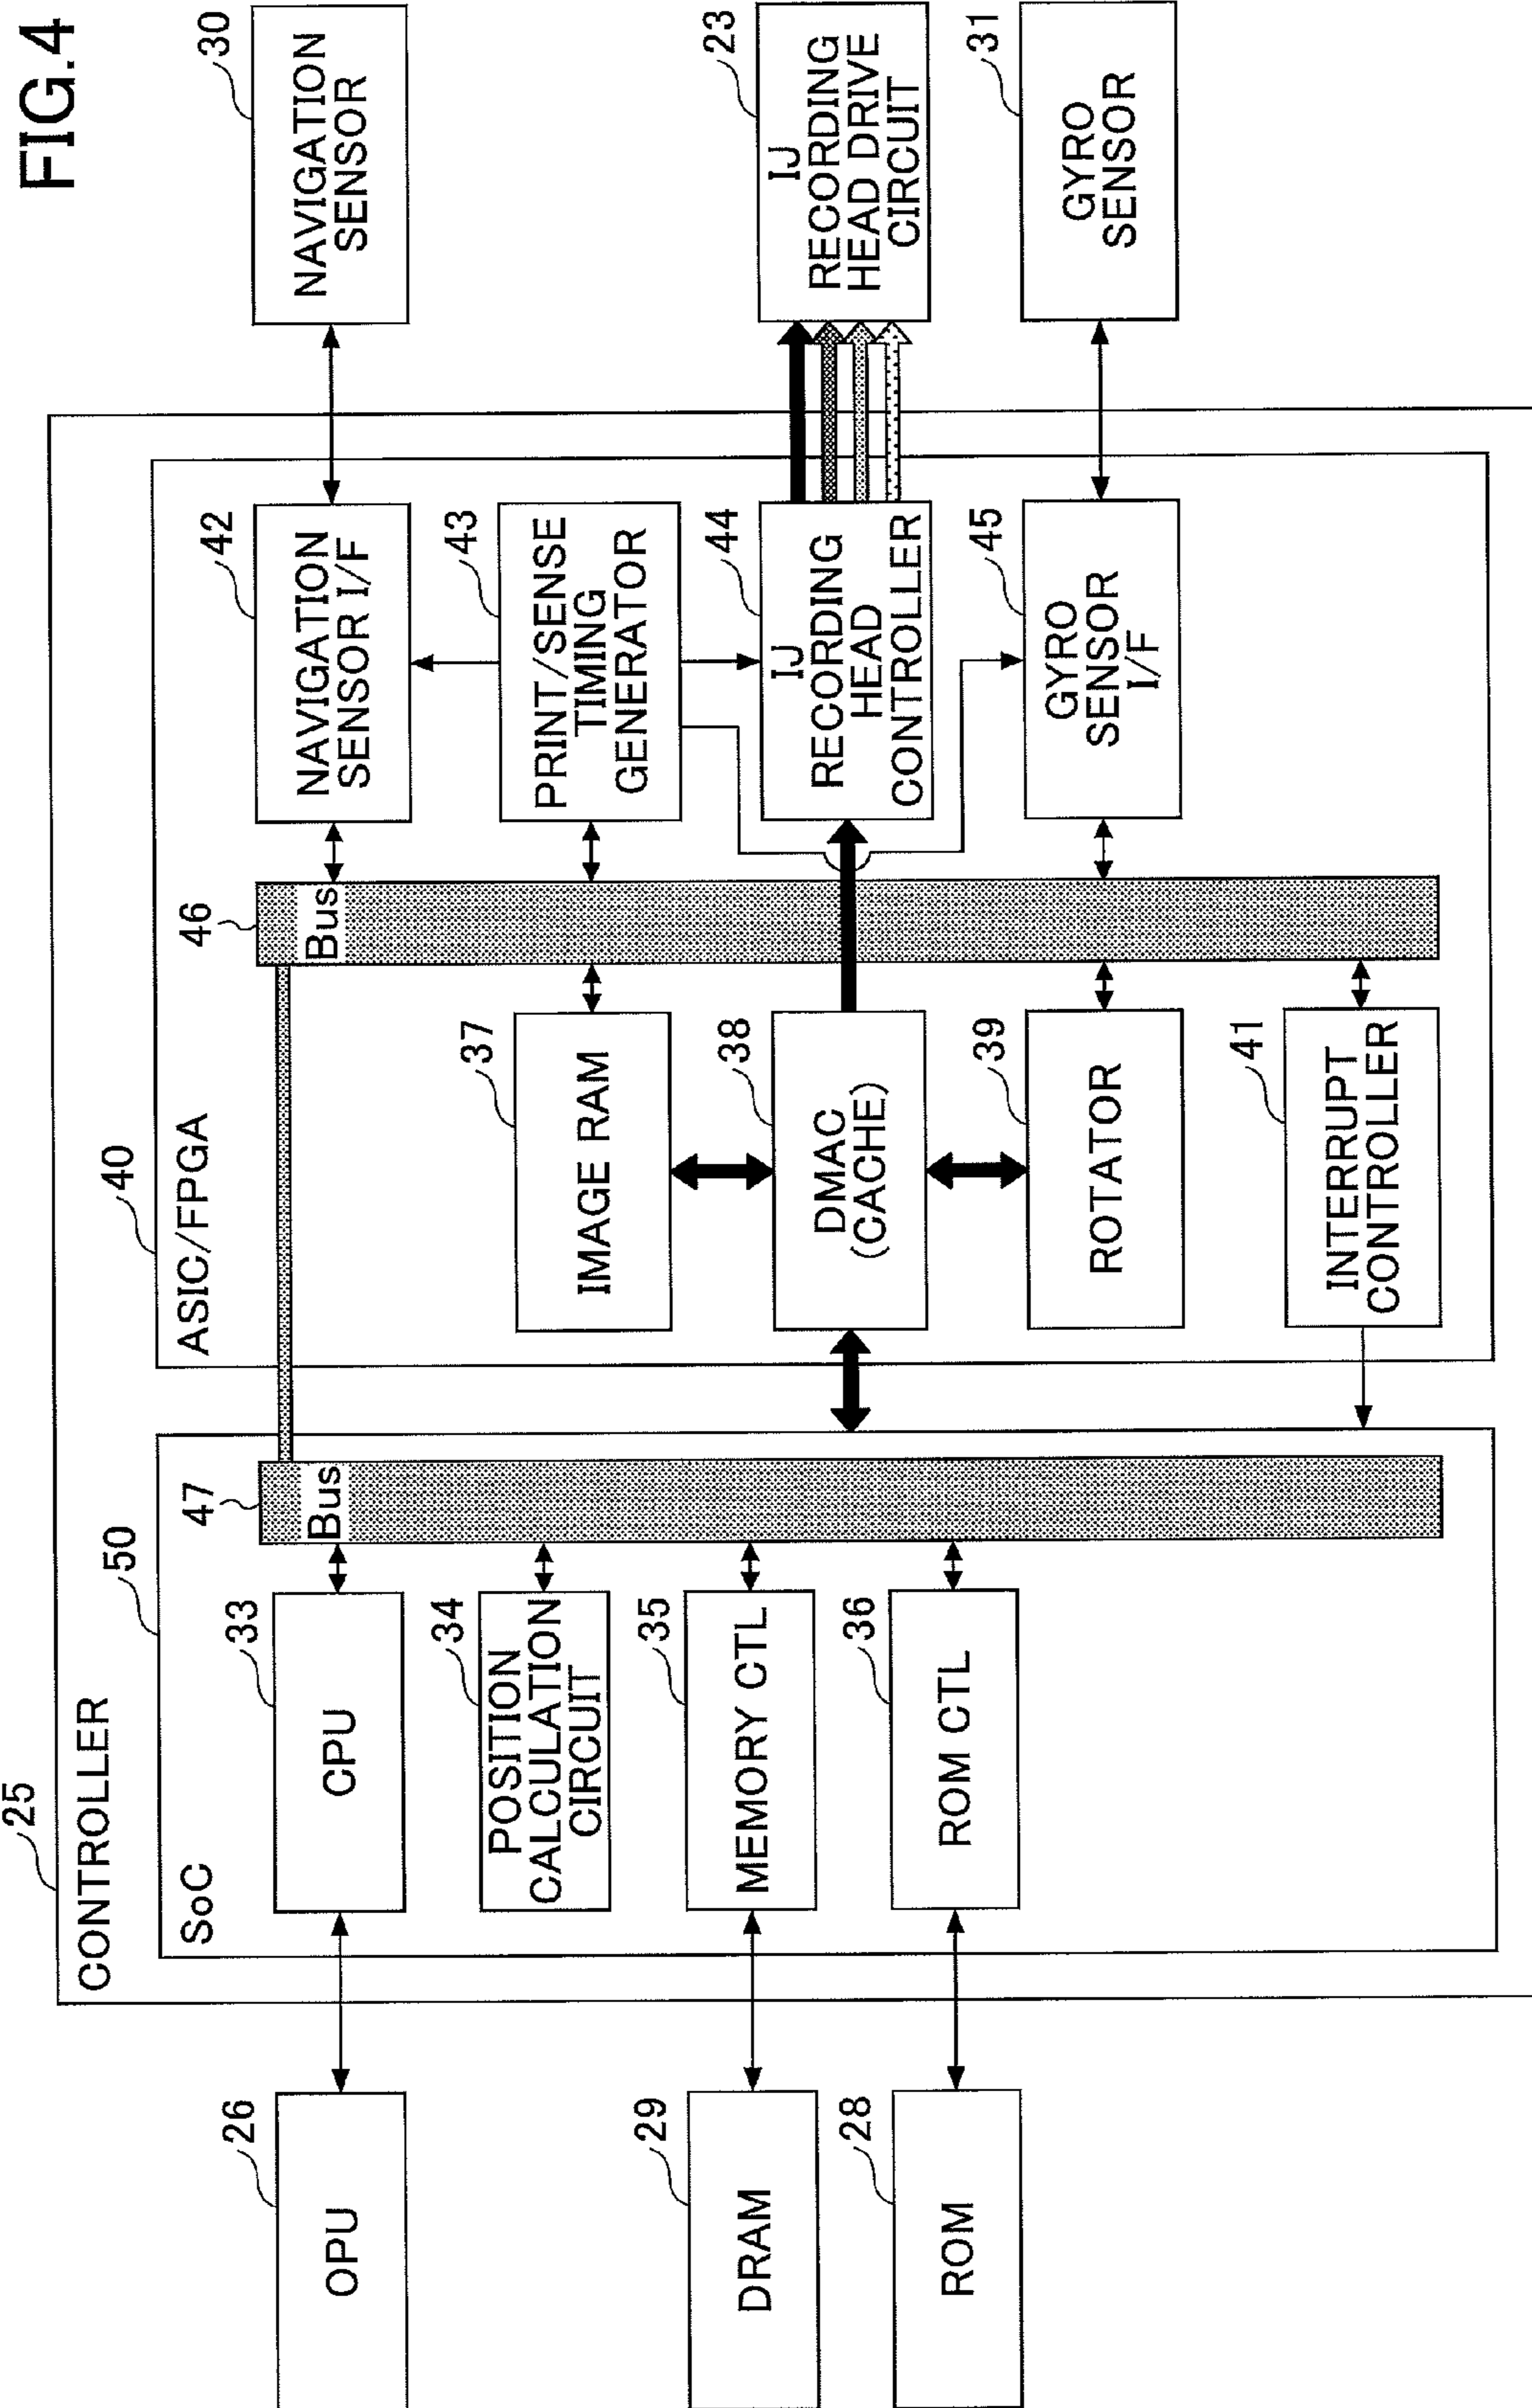 FIG.4
25
CONTROLLER
50
SoC
47
Bus
33
CPU
34
POSITION
CALCULATION
CIRCUIT
35
MEMORY CTL
36
ROM CTL
26
OPU
29
DRAM
28
ROM
40
ASIC/FPGA
46
Bus
37
IMAGE RAM
38
DMAC
(CACHE)
39
ROTATOR
41
INTERRUPT
CONTROLLER
42
NAVIGATION
SENSOR I/F
43
PRINT/SENSE
TIMING
GENERATOR
44
IJ
RECORDING
HEAD
CONTROLLER
45
GYRO
SENSOR
I/F
30
NAVIGATION
SENSOR
23
IJ
RECORDING
HEAD DRIVE
CIRCUIT
31
GYRO
SENSOR